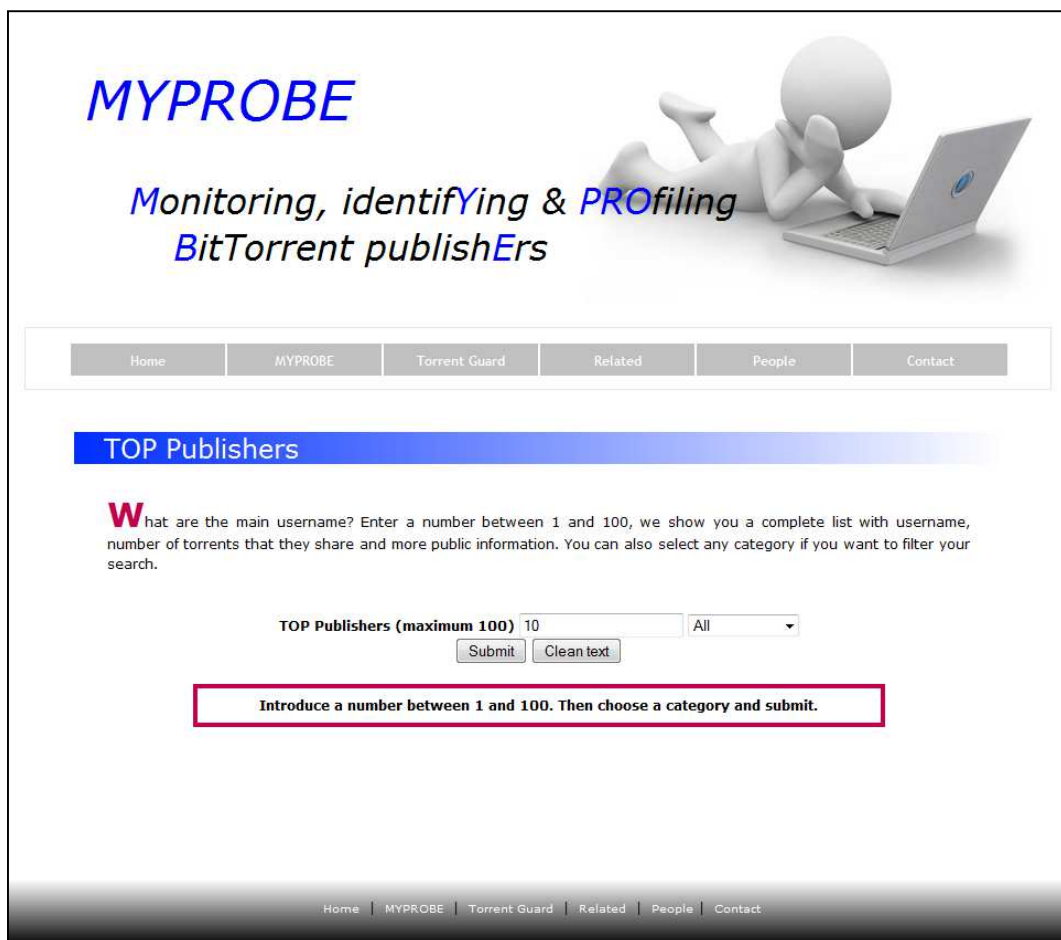 MYPROBE
Monitoring, identifYing & PROfiling
BitTorrent publishErs
Home MYPROBE Torrent Guard Related People Contact
TOP Publishers
What are the main username? Enter a number between 1 and 100, we show you a complete list with username,
number of torrents that they share and more public information. You can also select any category if you want to filter your
search.
TOP Publishers (maximum 100) 10 All
Submit Clean text
Introduce a number between 1 and 100. Then choose a category and submit.
Home | MYPROBE | Torrent Guard | Related | People | Contact